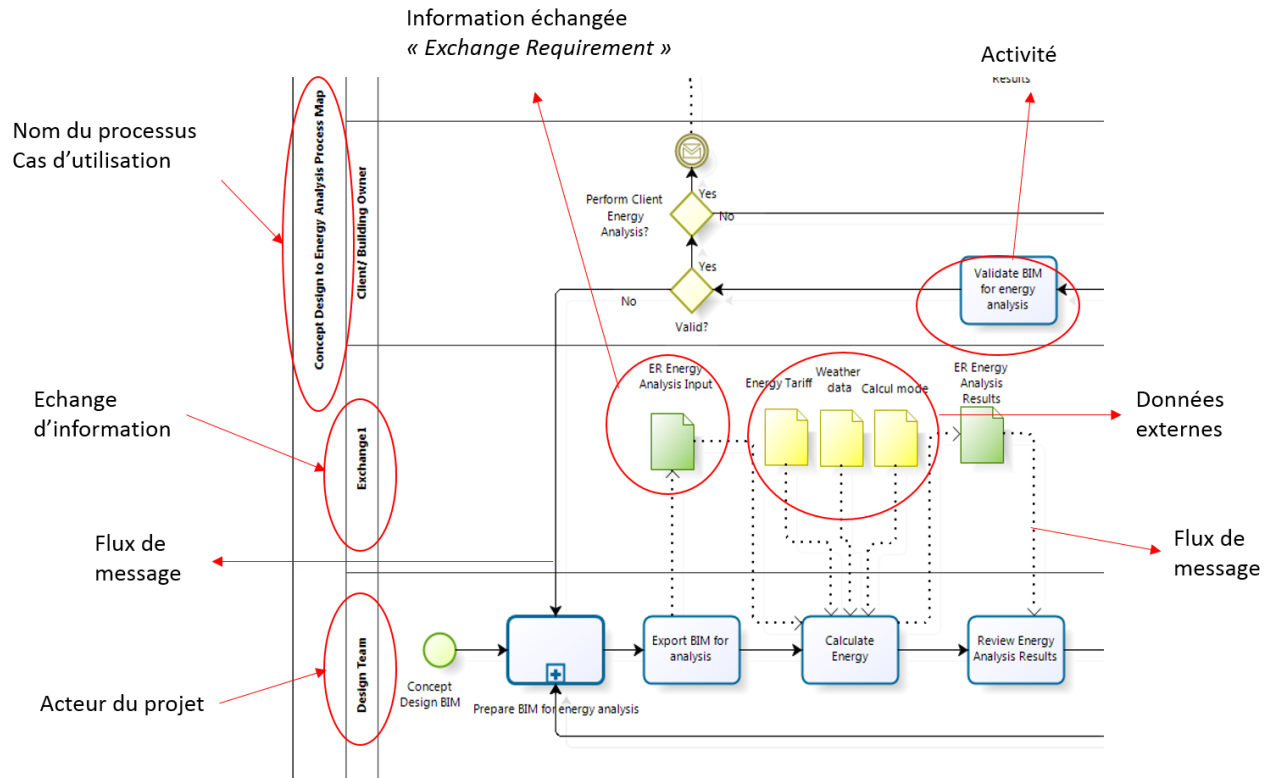 Information échangée
« Exchange Requirement »
Activité
Results
Nom du processus
Cas d’utilisation
Concept Design to Energy Analysis Process Map
Client/ Building Owner
Perform Client
Energy
Analysis?
Yes
No
Yes
No
Valid?
Validate BIM
for energy
analysis
Echange
d’information
Exchange1
ER Energy
Analysis Input
Energy Tariff
Weather
data
Calcul mode
ER Energy
Analysis
Results
Données
externes
Flux de
message
Flux de
message
Acteur du projet
Design Team
Concept
Design BIM
Prepare BIM for energy analysis
Export BIM for
analysis
Calculate
Energy
Review Energy
Analysis Results